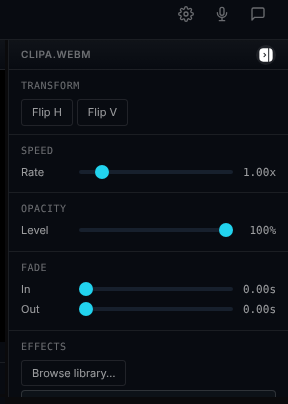 CLIPA.WEBM
TRANSFORM
Flip H Flip V
SPEED
Rate 1.00x
OPACITY
Level 100%
FADE
In 0.00s
Out 0.00s
EFFECTS
Browse library...